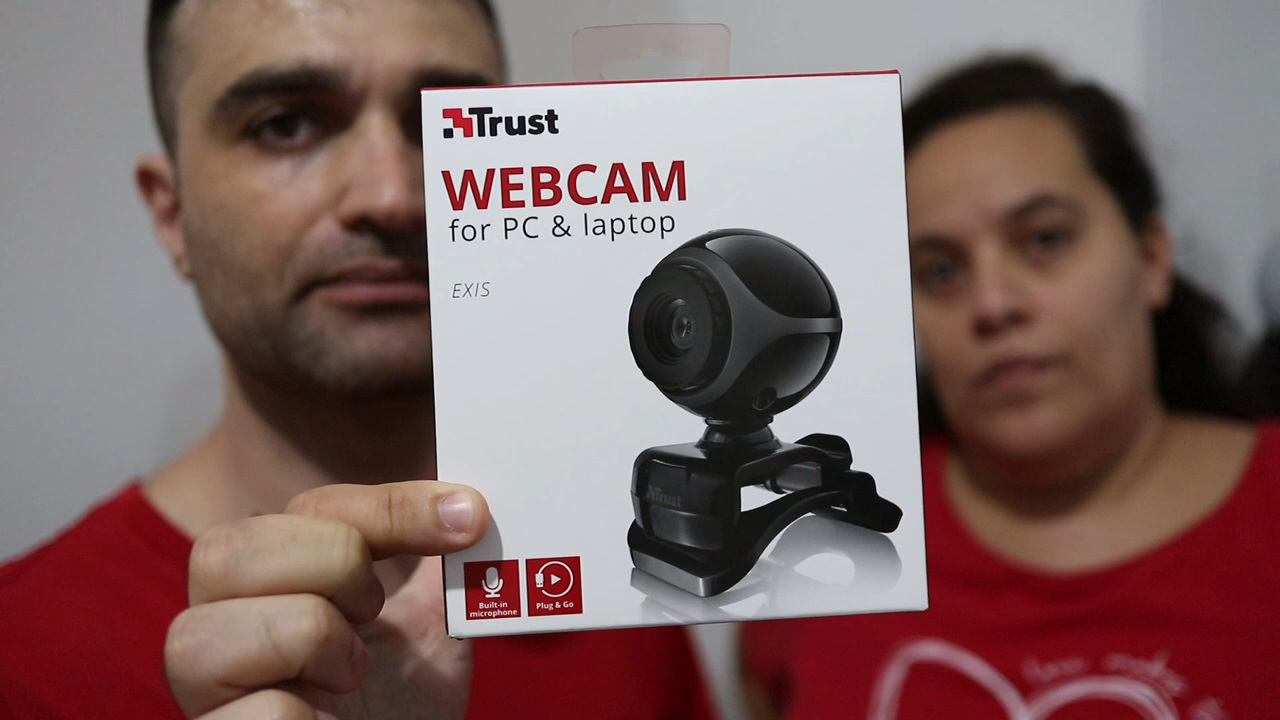 Trust
WEBCAM
for PC & laptop
EXIS
Trust
Built-in
microphone
Plug & Go